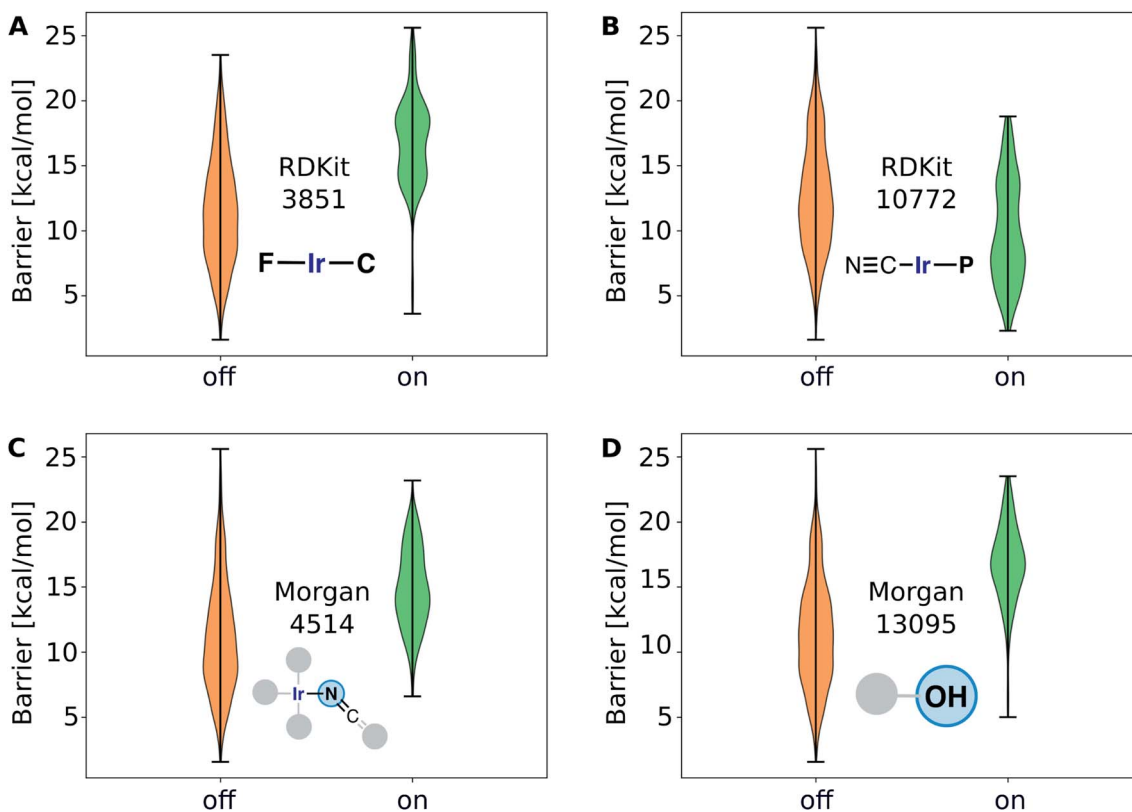 A
Barrier [kcal/mol]
25
20
15
10
5
RDKit
3851
F—Ir—C
off
on
B
Barrier [kcal/mol]
25
20
15
10
5
RDKit
10772
N≡C—Ir—P
off
on
C
Barrier [kcal/mol]
25
20
15
10
5
Morgan
4514
Ir—N
C
off
on
D
Barrier [kcal/mol]
25
20
15
10
5
Morgan
13095
OH
off
on